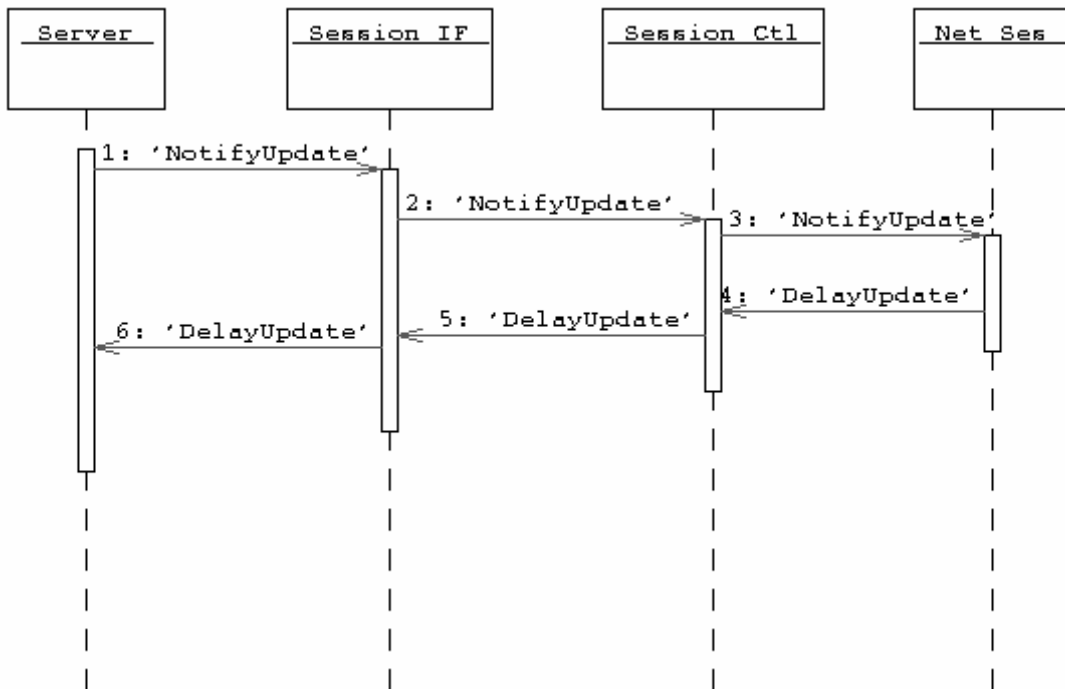 Server
Session IF
Session Ctl
Net Ses
1: 'NotifyUpdate'
2: 'NotifyUpdate'
3: 'NotifyUpdate'
4: 'DelayUpdate'
5: 'DelayUpdate'
6: 'DelayUpdate'